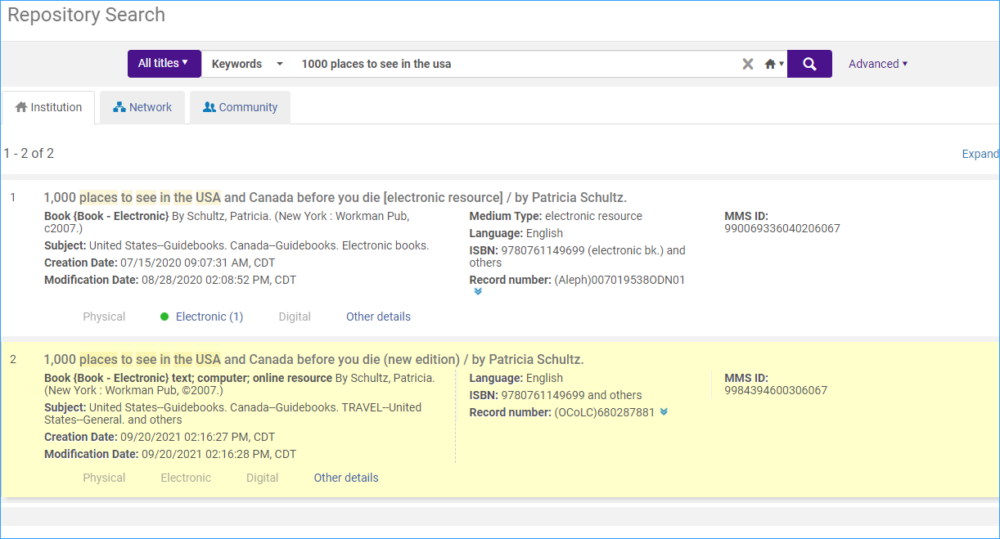 Repository Search
All titles Keywords 1000 places to see in the usa Advanced
Institution Network Community
1 - 2 of 2 Expand
1 1,000 places to see in the USA and Canada before you die [electronic resource] / by Patricia Schultz.
Book {Book - Electronic} By Schultz, Patricia. (New York : Workman Pub,
c2007.)
Subject: United States--Guidebooks. Canada--Guidebooks. Electronic books.
Creation Date: 07/15/2020 09:07:31 AM, CDT
Modification Date: 08/28/2020 02:08:52 PM, CDT
Medium Type: electronic resource
Language: English
ISBN: 9780761149699 (electronic bk.) and
others
Record number: (Aleph)007019538ODN01
MMS ID:
990069336040206067
Physical Electronic (1) Digital Other details
2 1,000 places to see in the USA and Canada before you die (new edition) / by Patricia Schultz.
Book {Book - Electronic} text; computer; online resource By Schultz, Patricia.
(New York : Workman Pub, ©2007.)
Subject: United States--Guidebooks. Canada--Guidebooks. TRAVEL--United
States--General. and others
Creation Date: 09/20/2021 02:16:27 PM, CDT
Modification Date: 09/20/2021 02:16:28 PM, CDT
Language: English
ISBN: 9780761149699 and others
Record number: (OCoLC)680287881
MMS ID:
9984394600306067
Physical Electronic Digital Other details